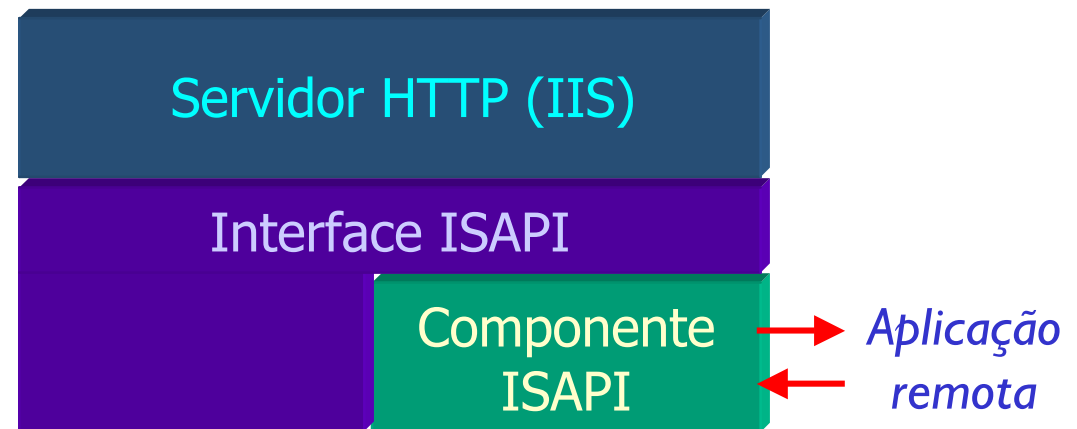 Servidor HTTP (IIS)
Interface ISAPI
Componente
ISAPI
Aplicação
remota